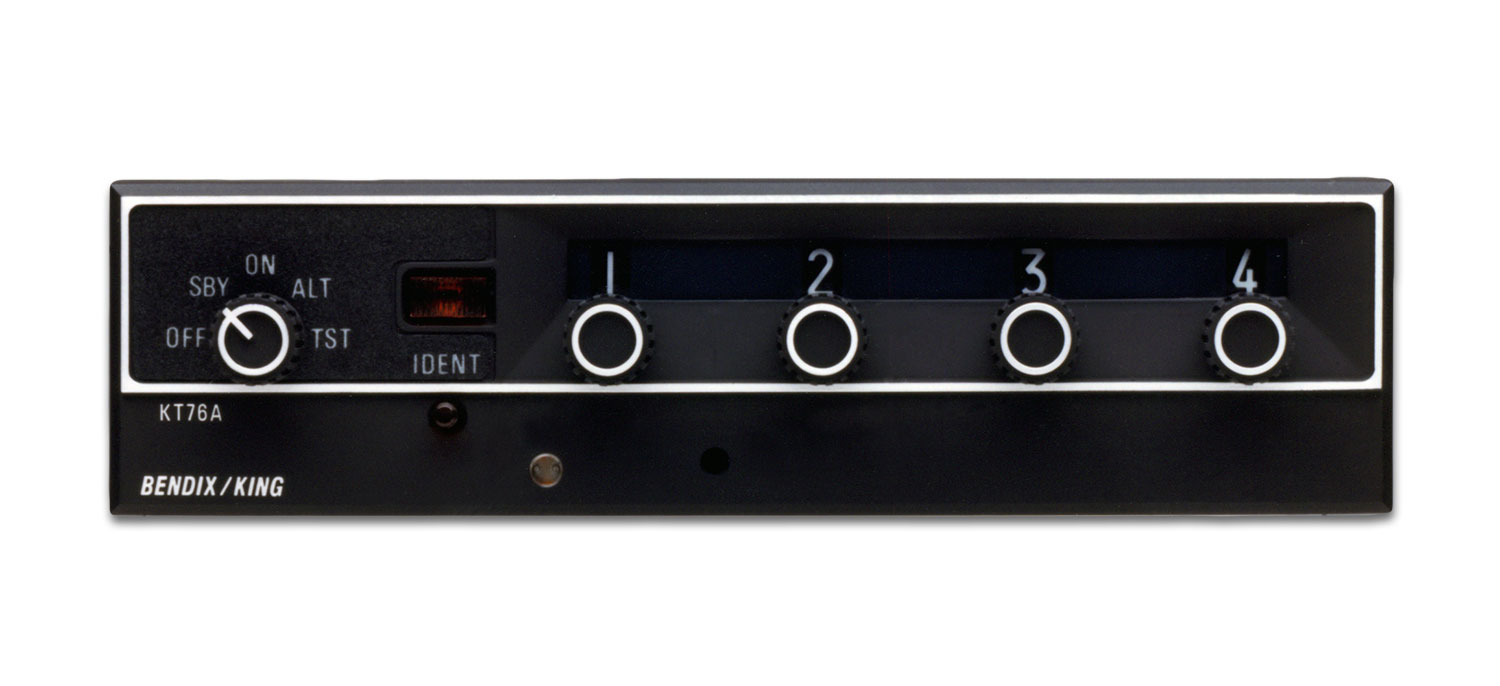 ON
SBY ALT
OFF TST
IDENT
1 2 3 4
KT76A
BENDIX/KING